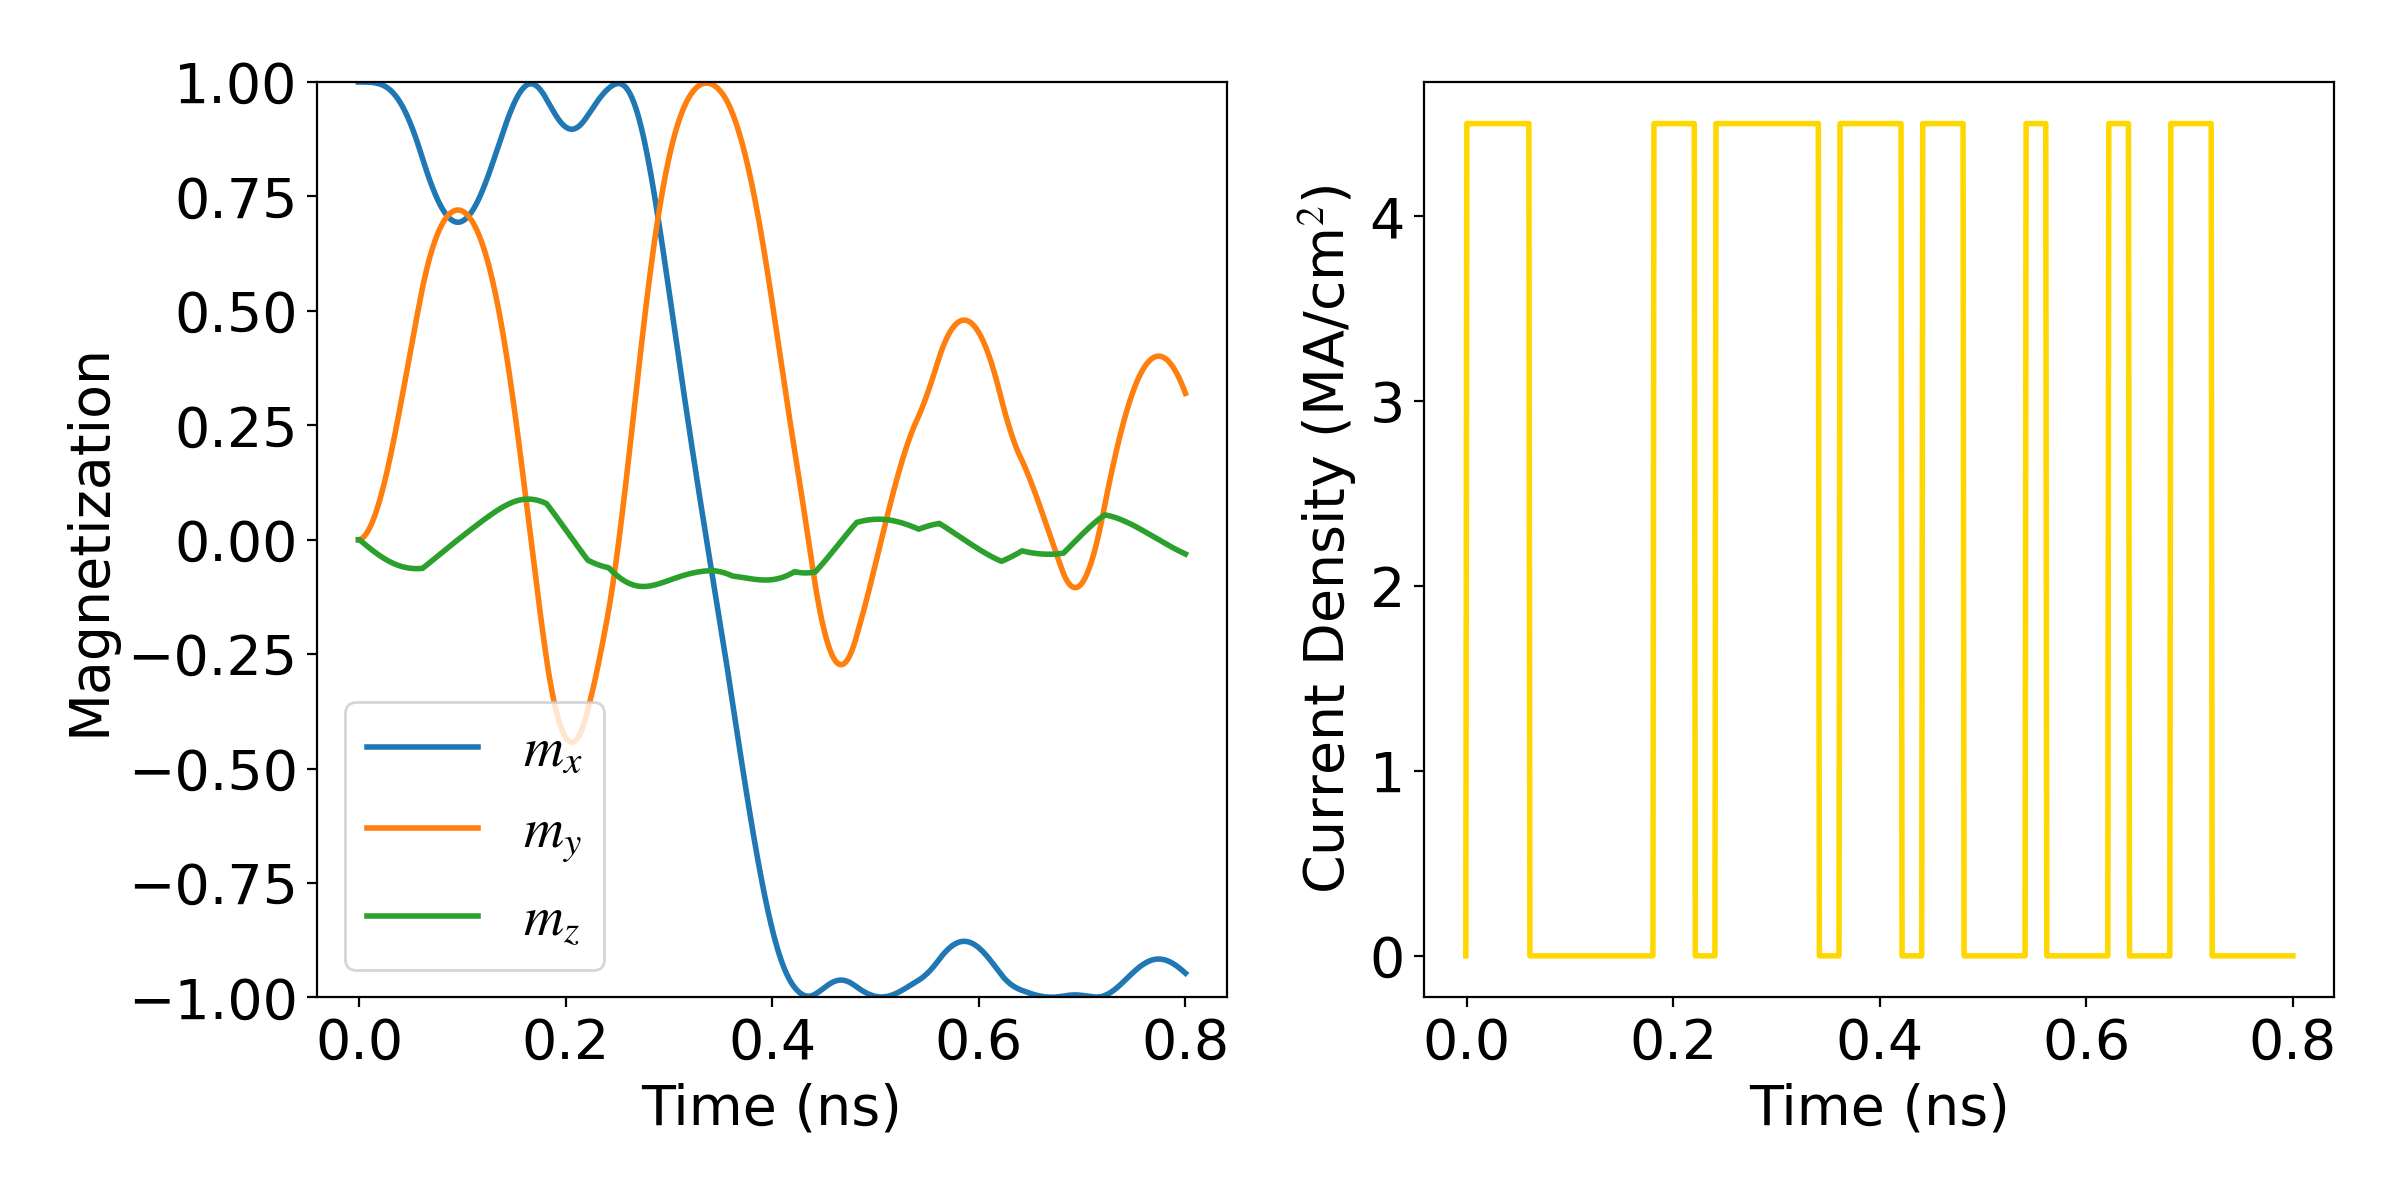 Magnetization
1.00
0.75
0.50
0.25
0.00
−0.25
−0.50
−0.75
−1.00
m_x
m_y
m_z
0.0 0.2 0.4 0.6 0.8
Time (ns)
Current Density (MA/cm²)
4
3
2
1
0
0.0 0.2 0.4 0.6 0.8
Time (ns)